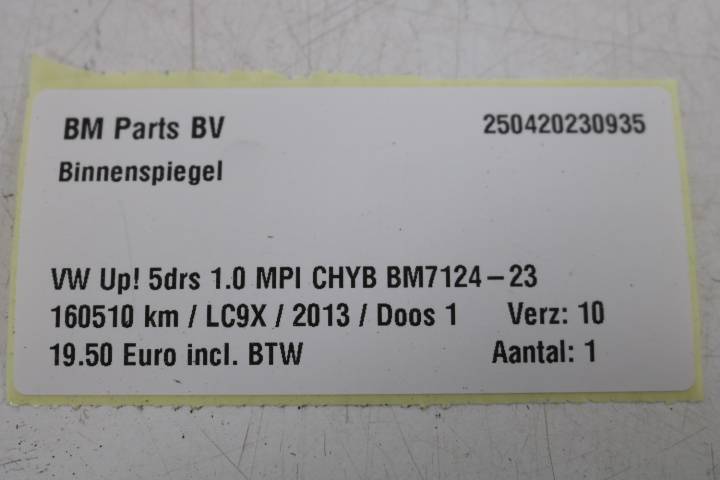 BM Parts BV 250420230935
Binnenspiegel
VW Up! 5drs 1.0 MPI CHYB BM7124-23
160510 km / LC9X / 2013 / Doos 1 Verz: 10
19.50 Euro incl. BTW Aantal: 1